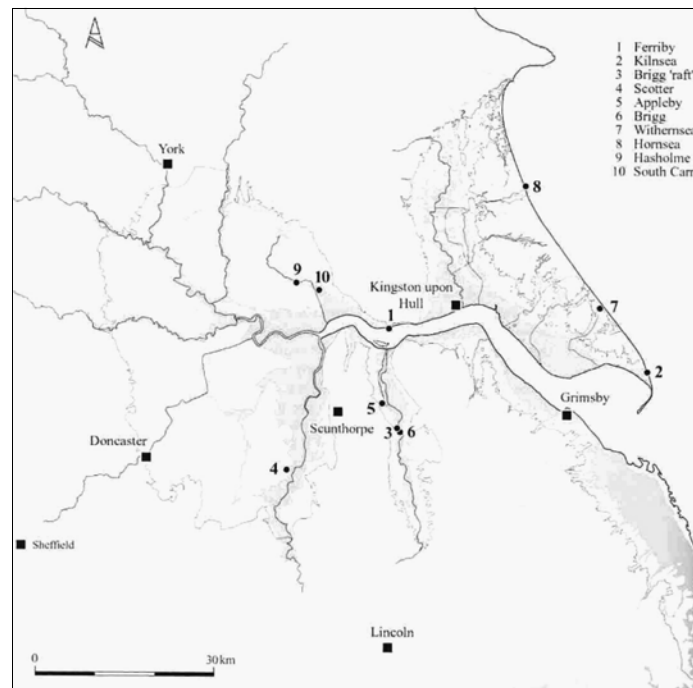 1 Ferriby
2 Kilnsea
3 Brigg 'raft'
4 Scotter
5 Appleby
6 Brigg
7 Withernsea
8 Hornsea
9 Hasholme
10 South Carr
York
8
9
10
Kingston upon
Hull
7
1
2
5
Scunthorpe
Grimsby
3
6
Doncaster
4
Sheffield
Lincoln
0
30km